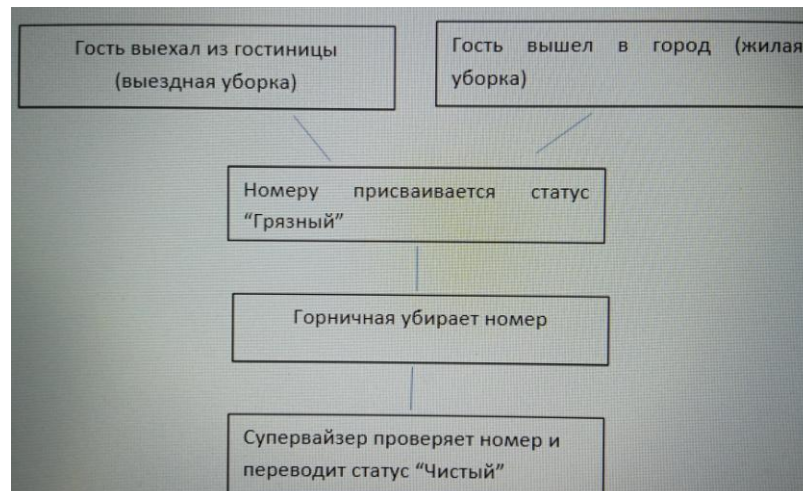 Гость выехал из гостиницы
(выездная уборка)
Гость вышел в город (жилая
уборка)
Номеру присваивается статус
“Грязный”
Горничная убирает номер
Супервайзер проверяет номер и
переводит статус “Чистый”